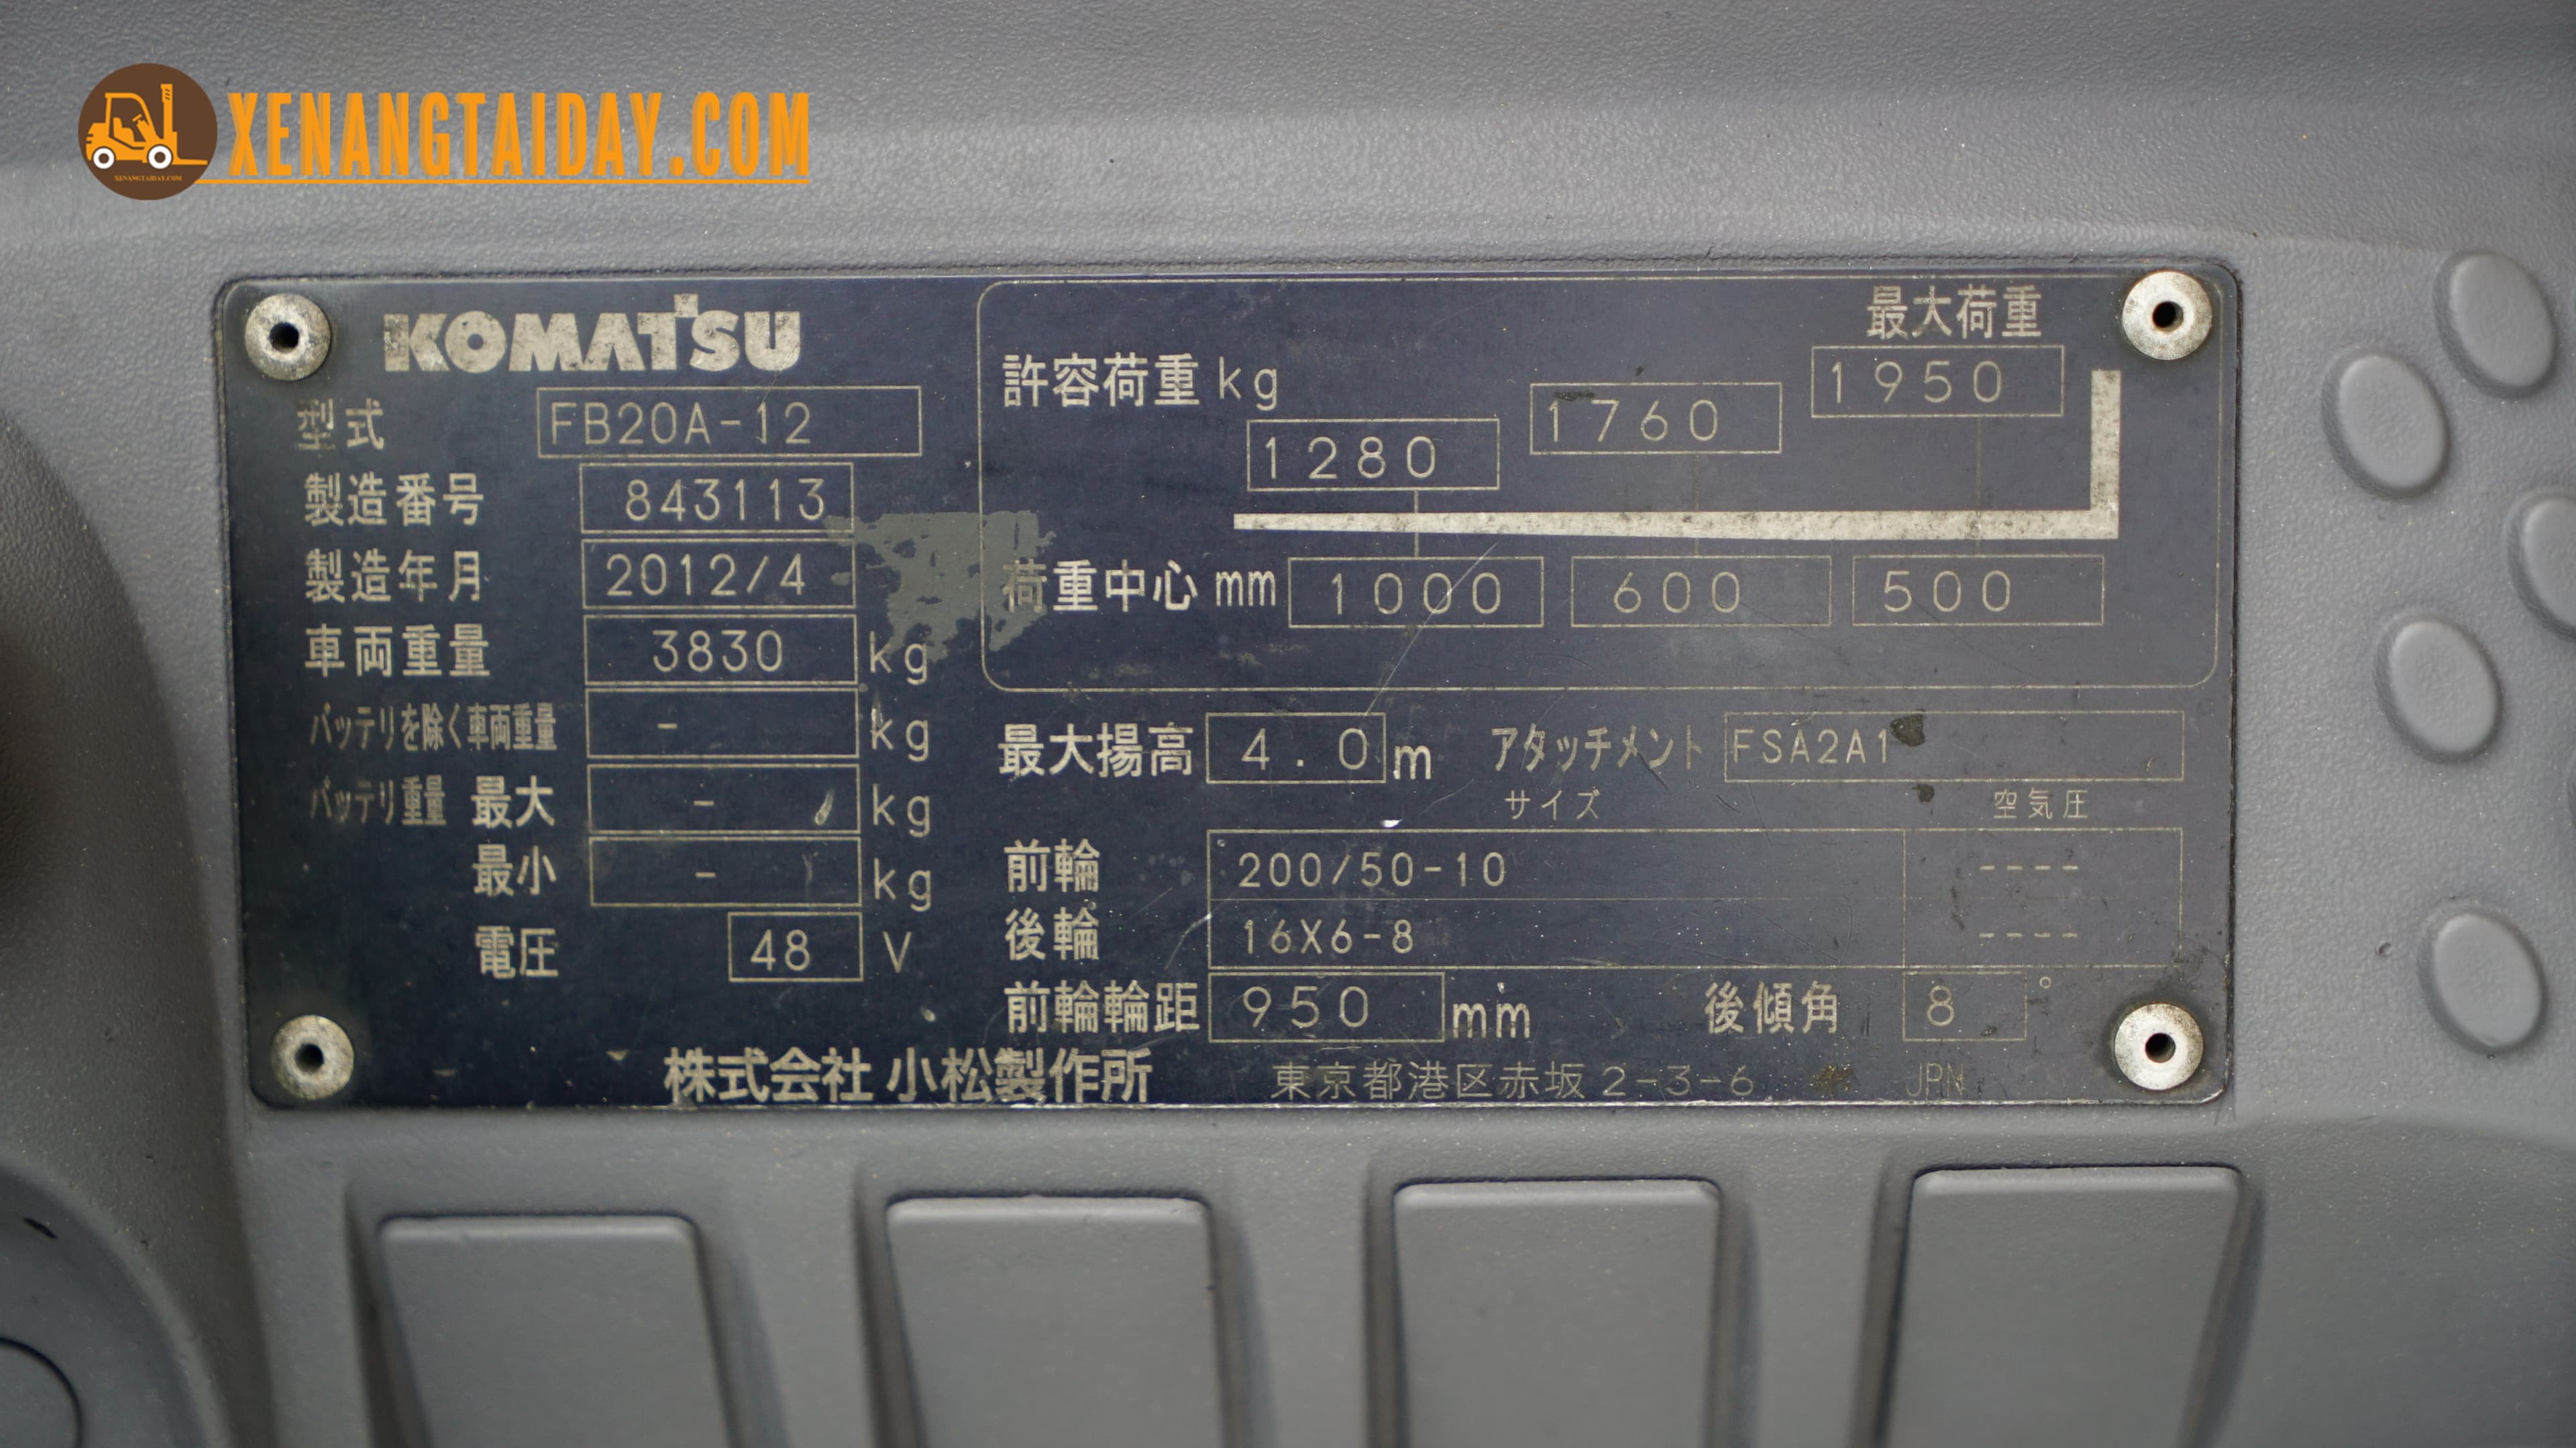 XENANGTAIDAY.COM
XENANGTAIDAY.COM
KOMATSU
型式 FB20A-12
製造番号 843113
製造年月 2012/4
車両重量 3830 kg
バッテリを除く車両重量 - kg
バッテリ重量 最大 - kg
最小 - kg
電圧 48 V
最大荷重
許容荷重 kg 1280 1760 1950
荷重中心 mm 1000 600 500
最大揚高 4.0 m アタッチメント FSA2A1
サイズ 空気圧
前輪 200/50-10 ----
後輪 16X6-8 ----
前輪輪距 950 mm 後傾角 8 °
株式会社 小松製作所 東京都港区赤坂2-3-6 JPN